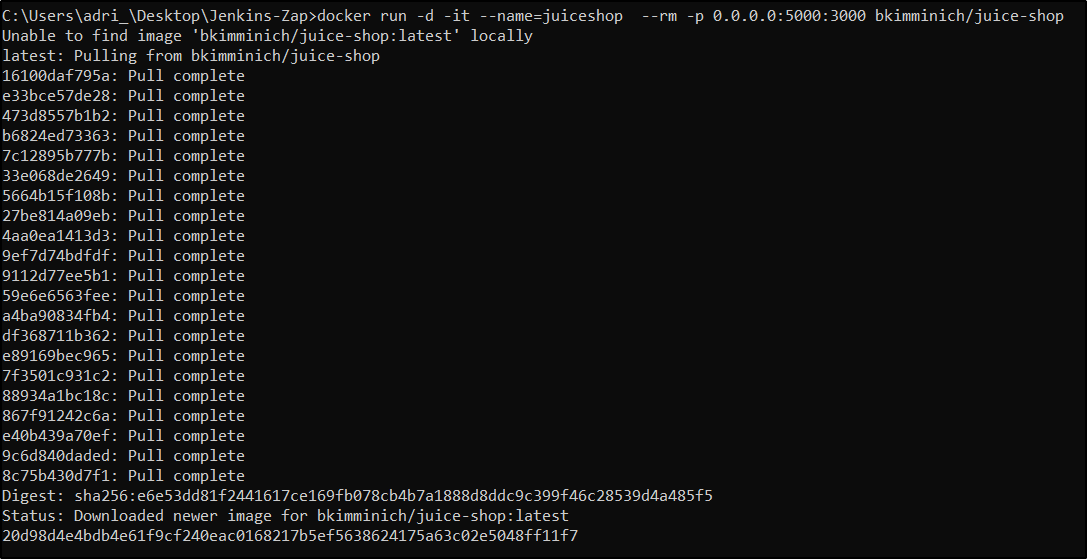 C:\Users\adri_\Desktop\Jenkins-Zap>docker run -d -it --name=juiceshop  --rm -p 0.0.0.0:5000:3000 bkimminich/juice-shop
Unable to find image 'bkimminich/juice-shop:latest' locally
latest: Pulling from bkimminich/juice-shop
16100daf795a: Pull complete
e33bce57de28: Pull complete
473d8557b1b2: Pull complete
b6824ed73363: Pull complete
7c12895b777b: Pull complete
33e068de2649: Pull complete
5664b15f108b: Pull complete
27be814a09eb: Pull complete
4aa0ea1413d3: Pull complete
9ef7d74bdfdf: Pull complete
9112d77ee5b1: Pull complete
59e6e6563fee: Pull complete
a4ba90834fb4: Pull complete
df368711b362: Pull complete
e89169bec965: Pull complete
7f3501c931c2: Pull complete
88934a1bc18c: Pull complete
867f91242c6a: Pull complete
e40b439a70ef: Pull complete
9c6d840daded: Pull complete
8c75b430d7f1: Pull complete
Digest: sha256:e6e53dd81f2441617ce169fb078cb4b7a1888d8ddc9c399f46c28539d4a485f5
Status: Downloaded newer image for bkimminich/juice-shop:latest
20d98d4e4bdb4e61f9cf240eac0168217b5ef5638624175a63c02e5048ff11f7